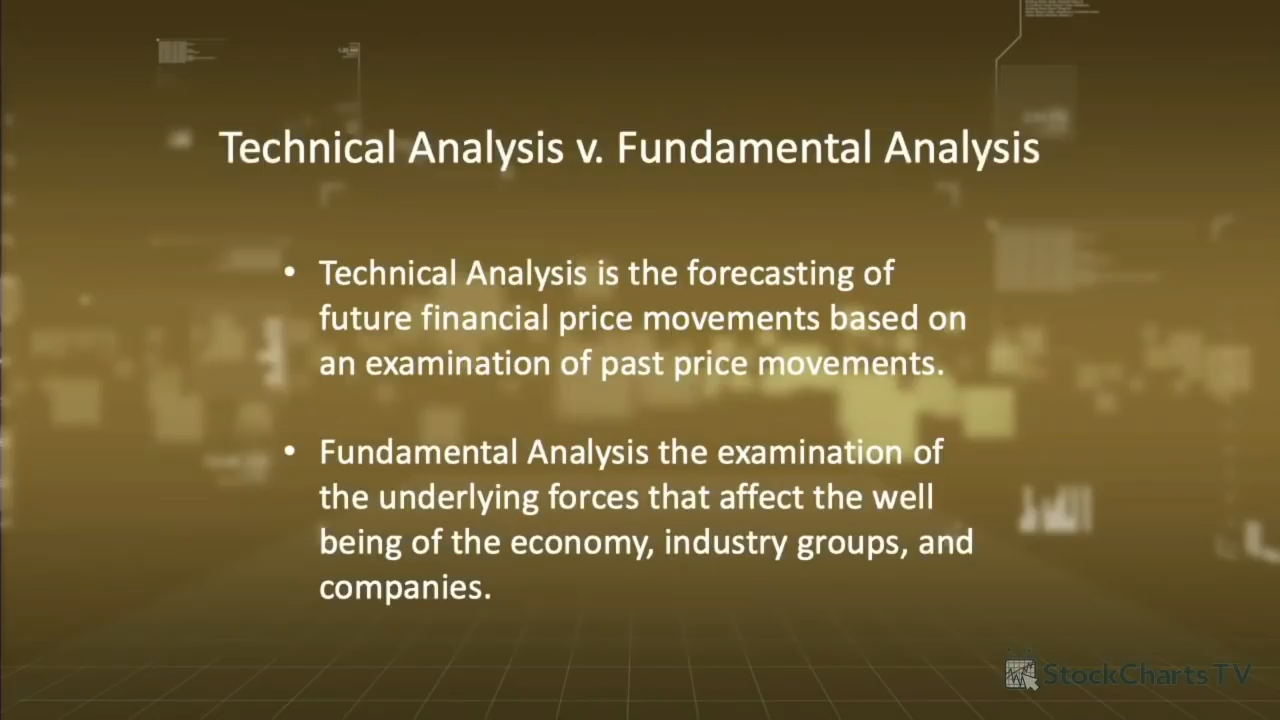 Technical Analysis v. Fundamental Analysis
• Technical Analysis is the forecasting of
future financial price movements based on
an examination of past price movements.
• Fundamental Analysis the examination of
the underlying forces that affect the well
being of the economy, industry groups, and
companies.
StockChartsTV